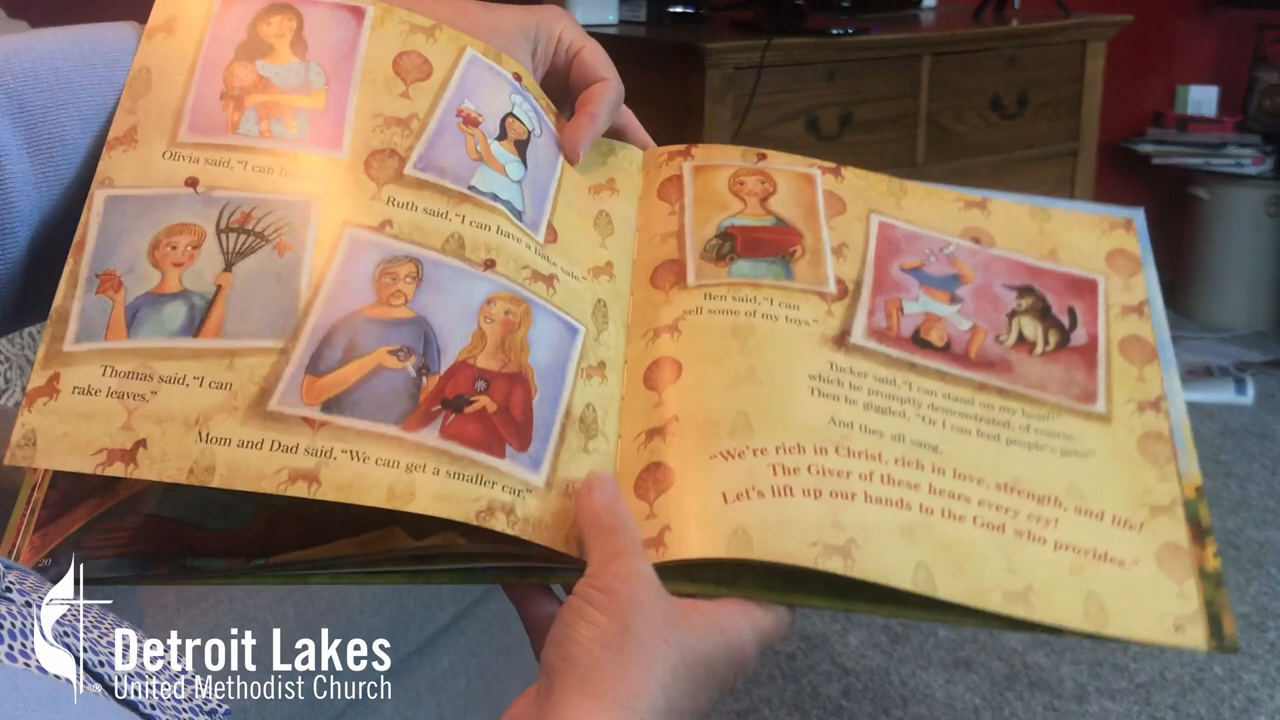 Olivia said, "I can
Ruth said, "I can have a bake sale."
Thomas said, "I can
rake leaves."
Mom and Dad said, "We can get a smaller car."
20
Ben said, "I can
sell some of my toys"
Tucker said, "I can stand on my head"
which he promptly demonstrated, of course.
Then he giggled, "Or I can feed people's
And they all sang,
"We're rich in Christ, rich in love, strength, and life!
The Giver of these hears every cry!
Let's lift up our hands to the God who provides."
Detroit Lakes
® United Methodist Church